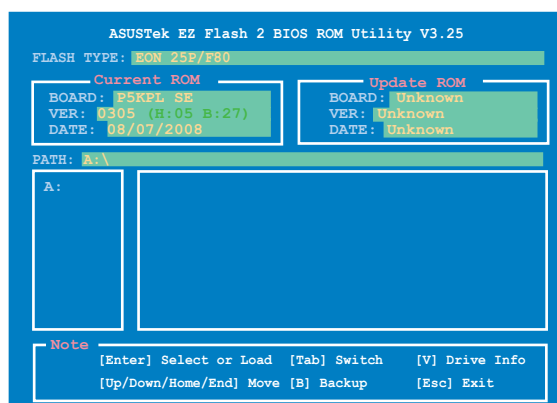 ASUSTek EZ Flash 2 BIOS ROM Utility V3.25
FLASH TYPE: EON 25P/F80
Current ROM
BOARD: P5KPL SE
VER: 0305 (H:05 B:27)
DATE: 08/07/2008
Update ROM
BOARD: Unknown
VER: Unknown
DATE: Unknown
PATH: A:\
A:
Note
[Enter] Select or Load [Tab] Switch [V] Drive Info
[Up/Down/Home/End] Move [B] Backup [Esc] Exit